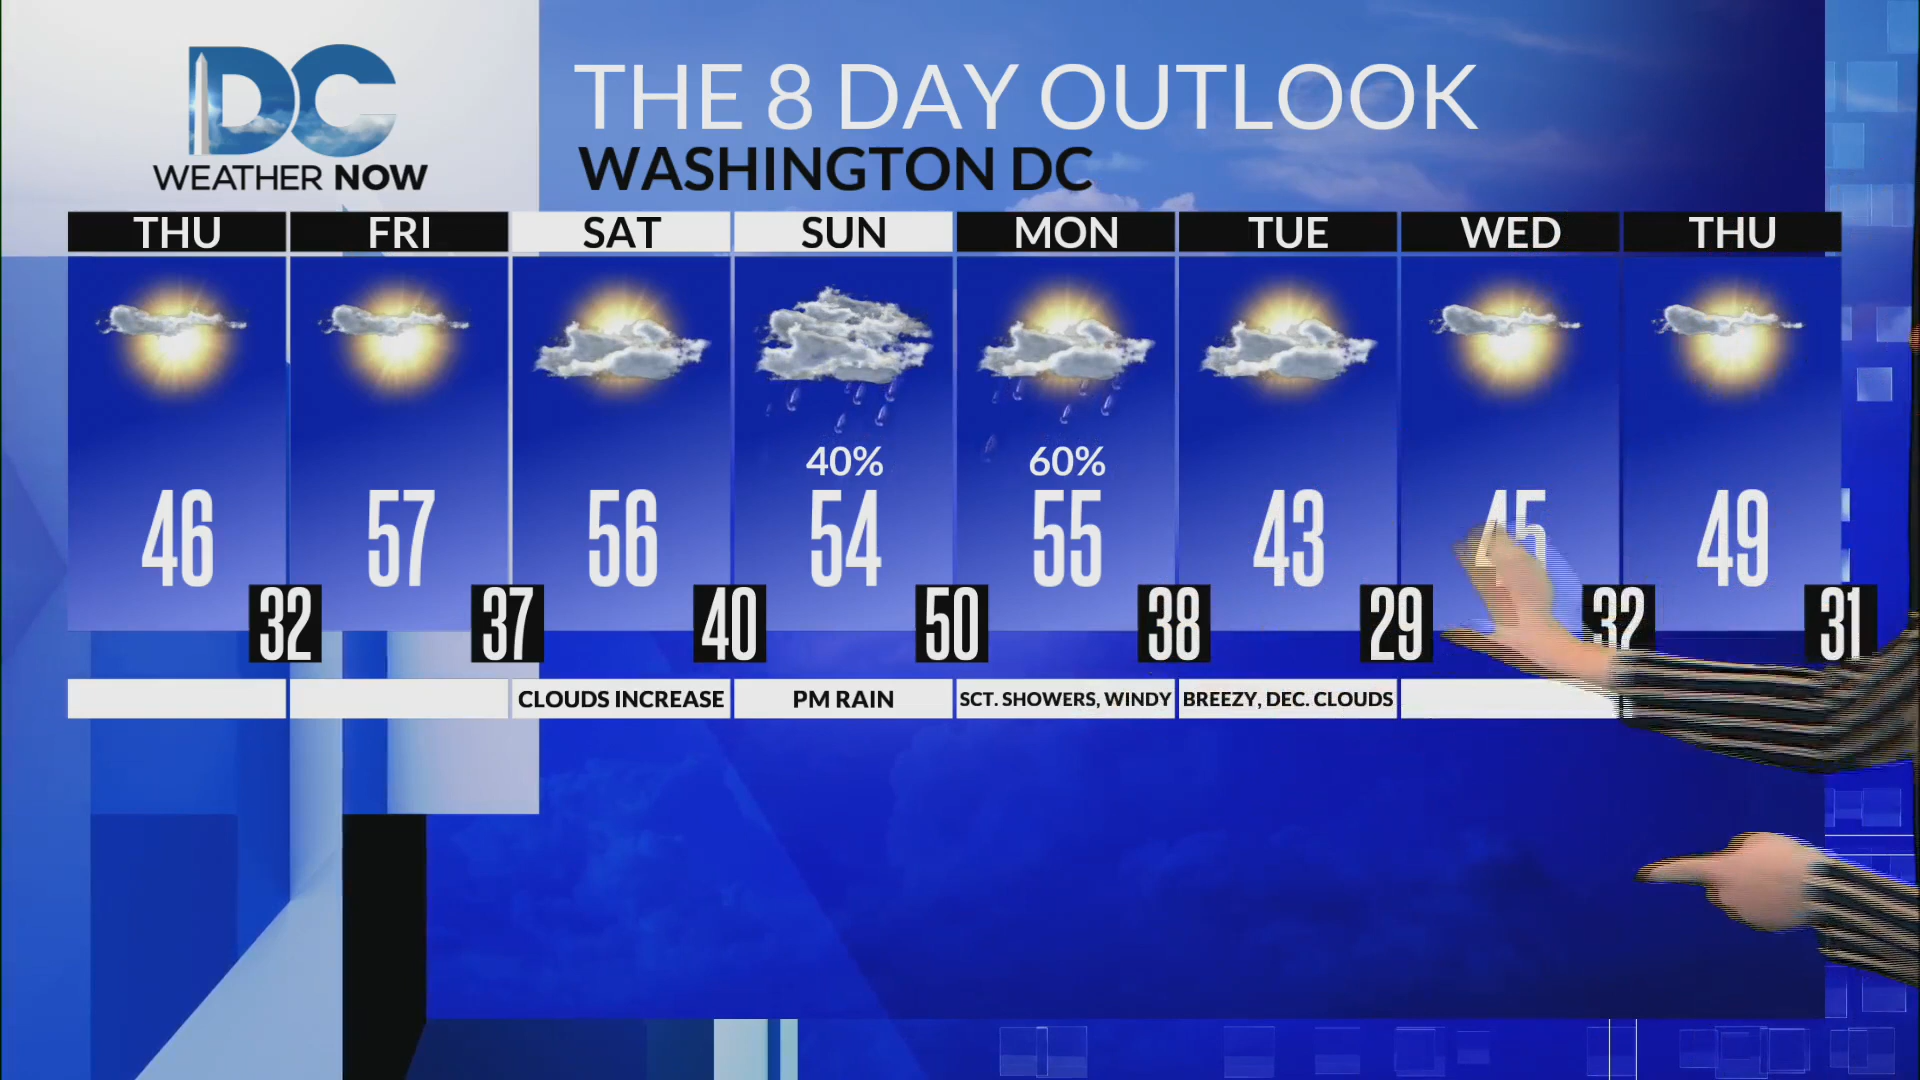 DC
WEATHER NOW
THE 8 DAY OUTLOOK
WASHINGTON DC
THU FRI SAT SUN MON TUE WED THU
40% 60%
46 57 56 54 55 43 45 49
32 37 40 50 38 29 32 31
CLOUDS INCREASE PM RAIN SCT. SHOWERS, WINDY BREEZY, DEC. CLOUDS